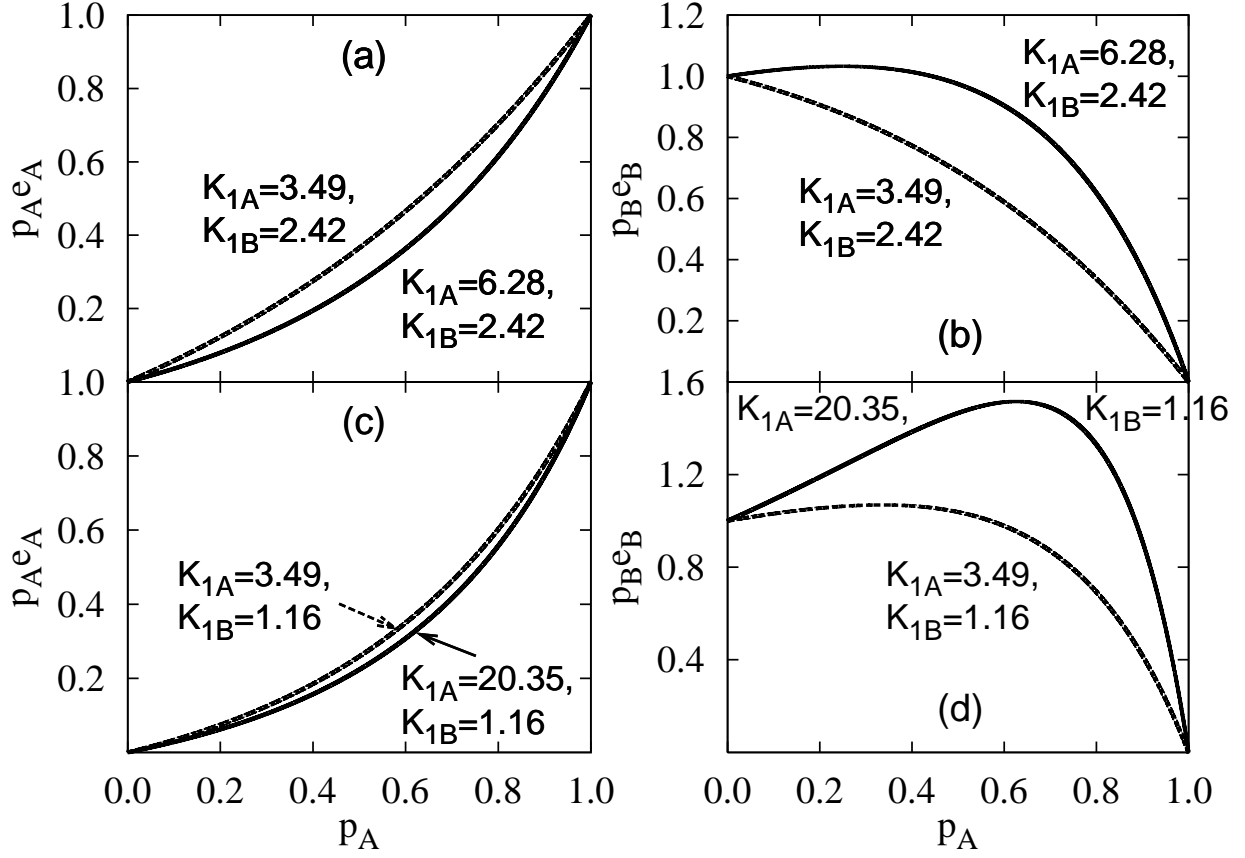 (a)
1.0
0.8
0.6
0.4
0.2
p_A e_A
K_1A=3.49,
K_1B=2.42
K_1A=6.28,
K_1B=2.42
(b)
1.2
1.0
0.8
0.6
0.4
0.2
p_B e_B
K_1A=6.28,
K_1B=2.42
K_1A=3.49,
K_1B=2.42
(c)
1.0
0.8
0.6
0.4
0.2
p_A e_A
K_1A=3.49,
K_1B=1.16
K_1A=20.35,
K_1B=1.16
0.0 0.2 0.4 0.6 0.8 1.0
p_A
1.6
1.2
1.0
0.8
0.4
p_B e_B
K_1A=20.35, K_1B=1.16
K_1A=3.49,
K_1B=1.16
(d)
0.0 0.2 0.4 0.6 0.8 1.0
p_A